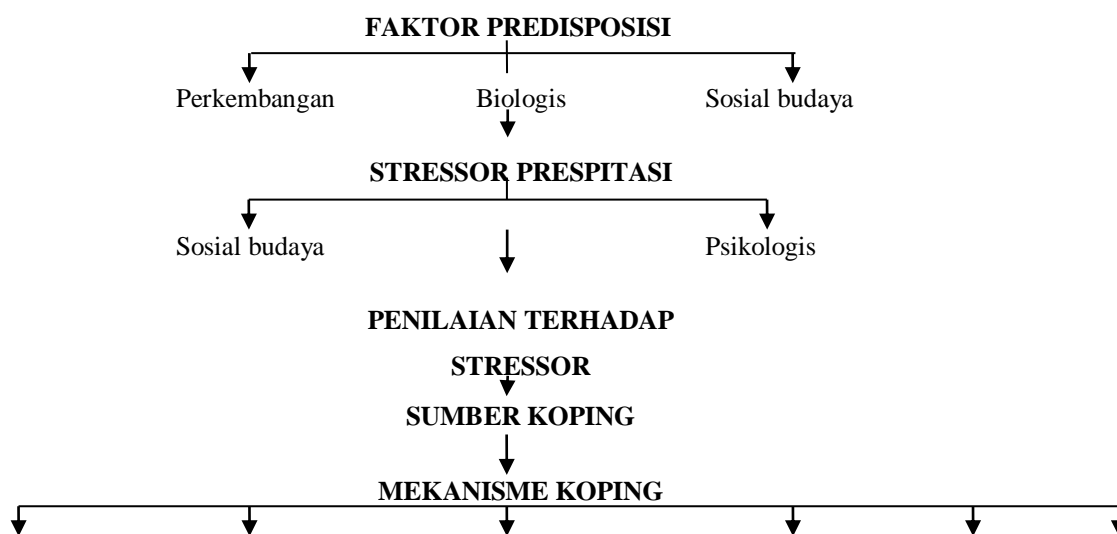 FAKTOR PREDISPOSISI
Perkembangan Biologis Sosial budaya
STRESSOR PRESPITASI
Sosial budaya Psikologis
PENILAIAN TERHADAP
STRESSOR
SUMBER KOPING
MEKANISME KOPING